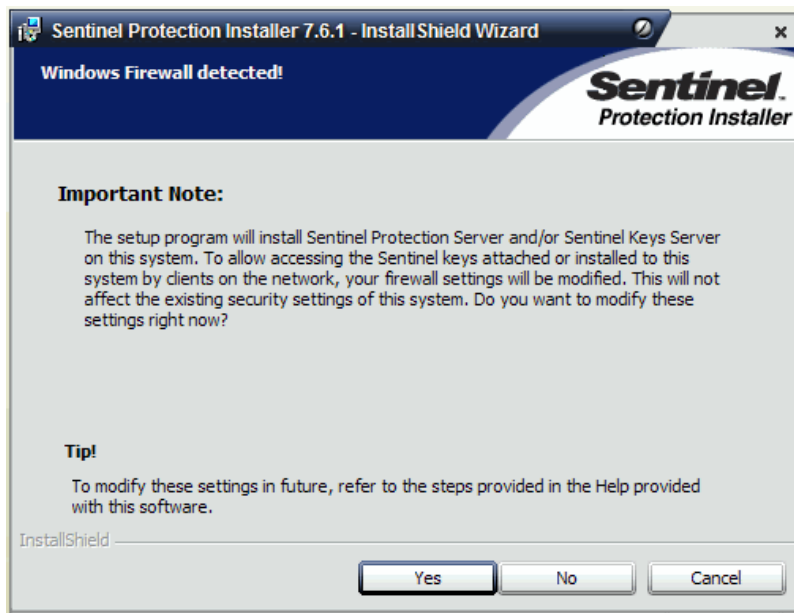 Sentinel Protection Installer 7.6.1 - InstallShield Wizard
Windows Firewall detected!
Sentinel.
Protection Installer
Important Note:
The setup program will install Sentinel Protection Server and/or Sentinel Keys Server
on this system. To allow accessing the Sentinel keys attached or installed to this
system by clients on the network, your firewall settings will be modified. This will not
affect the existing security settings of this system. Do you want to modify these
settings right now?
Tip!
To modify these settings in future, refer to the steps provided in the Help provided
with this software.
InstallShield
Yes No Cancel